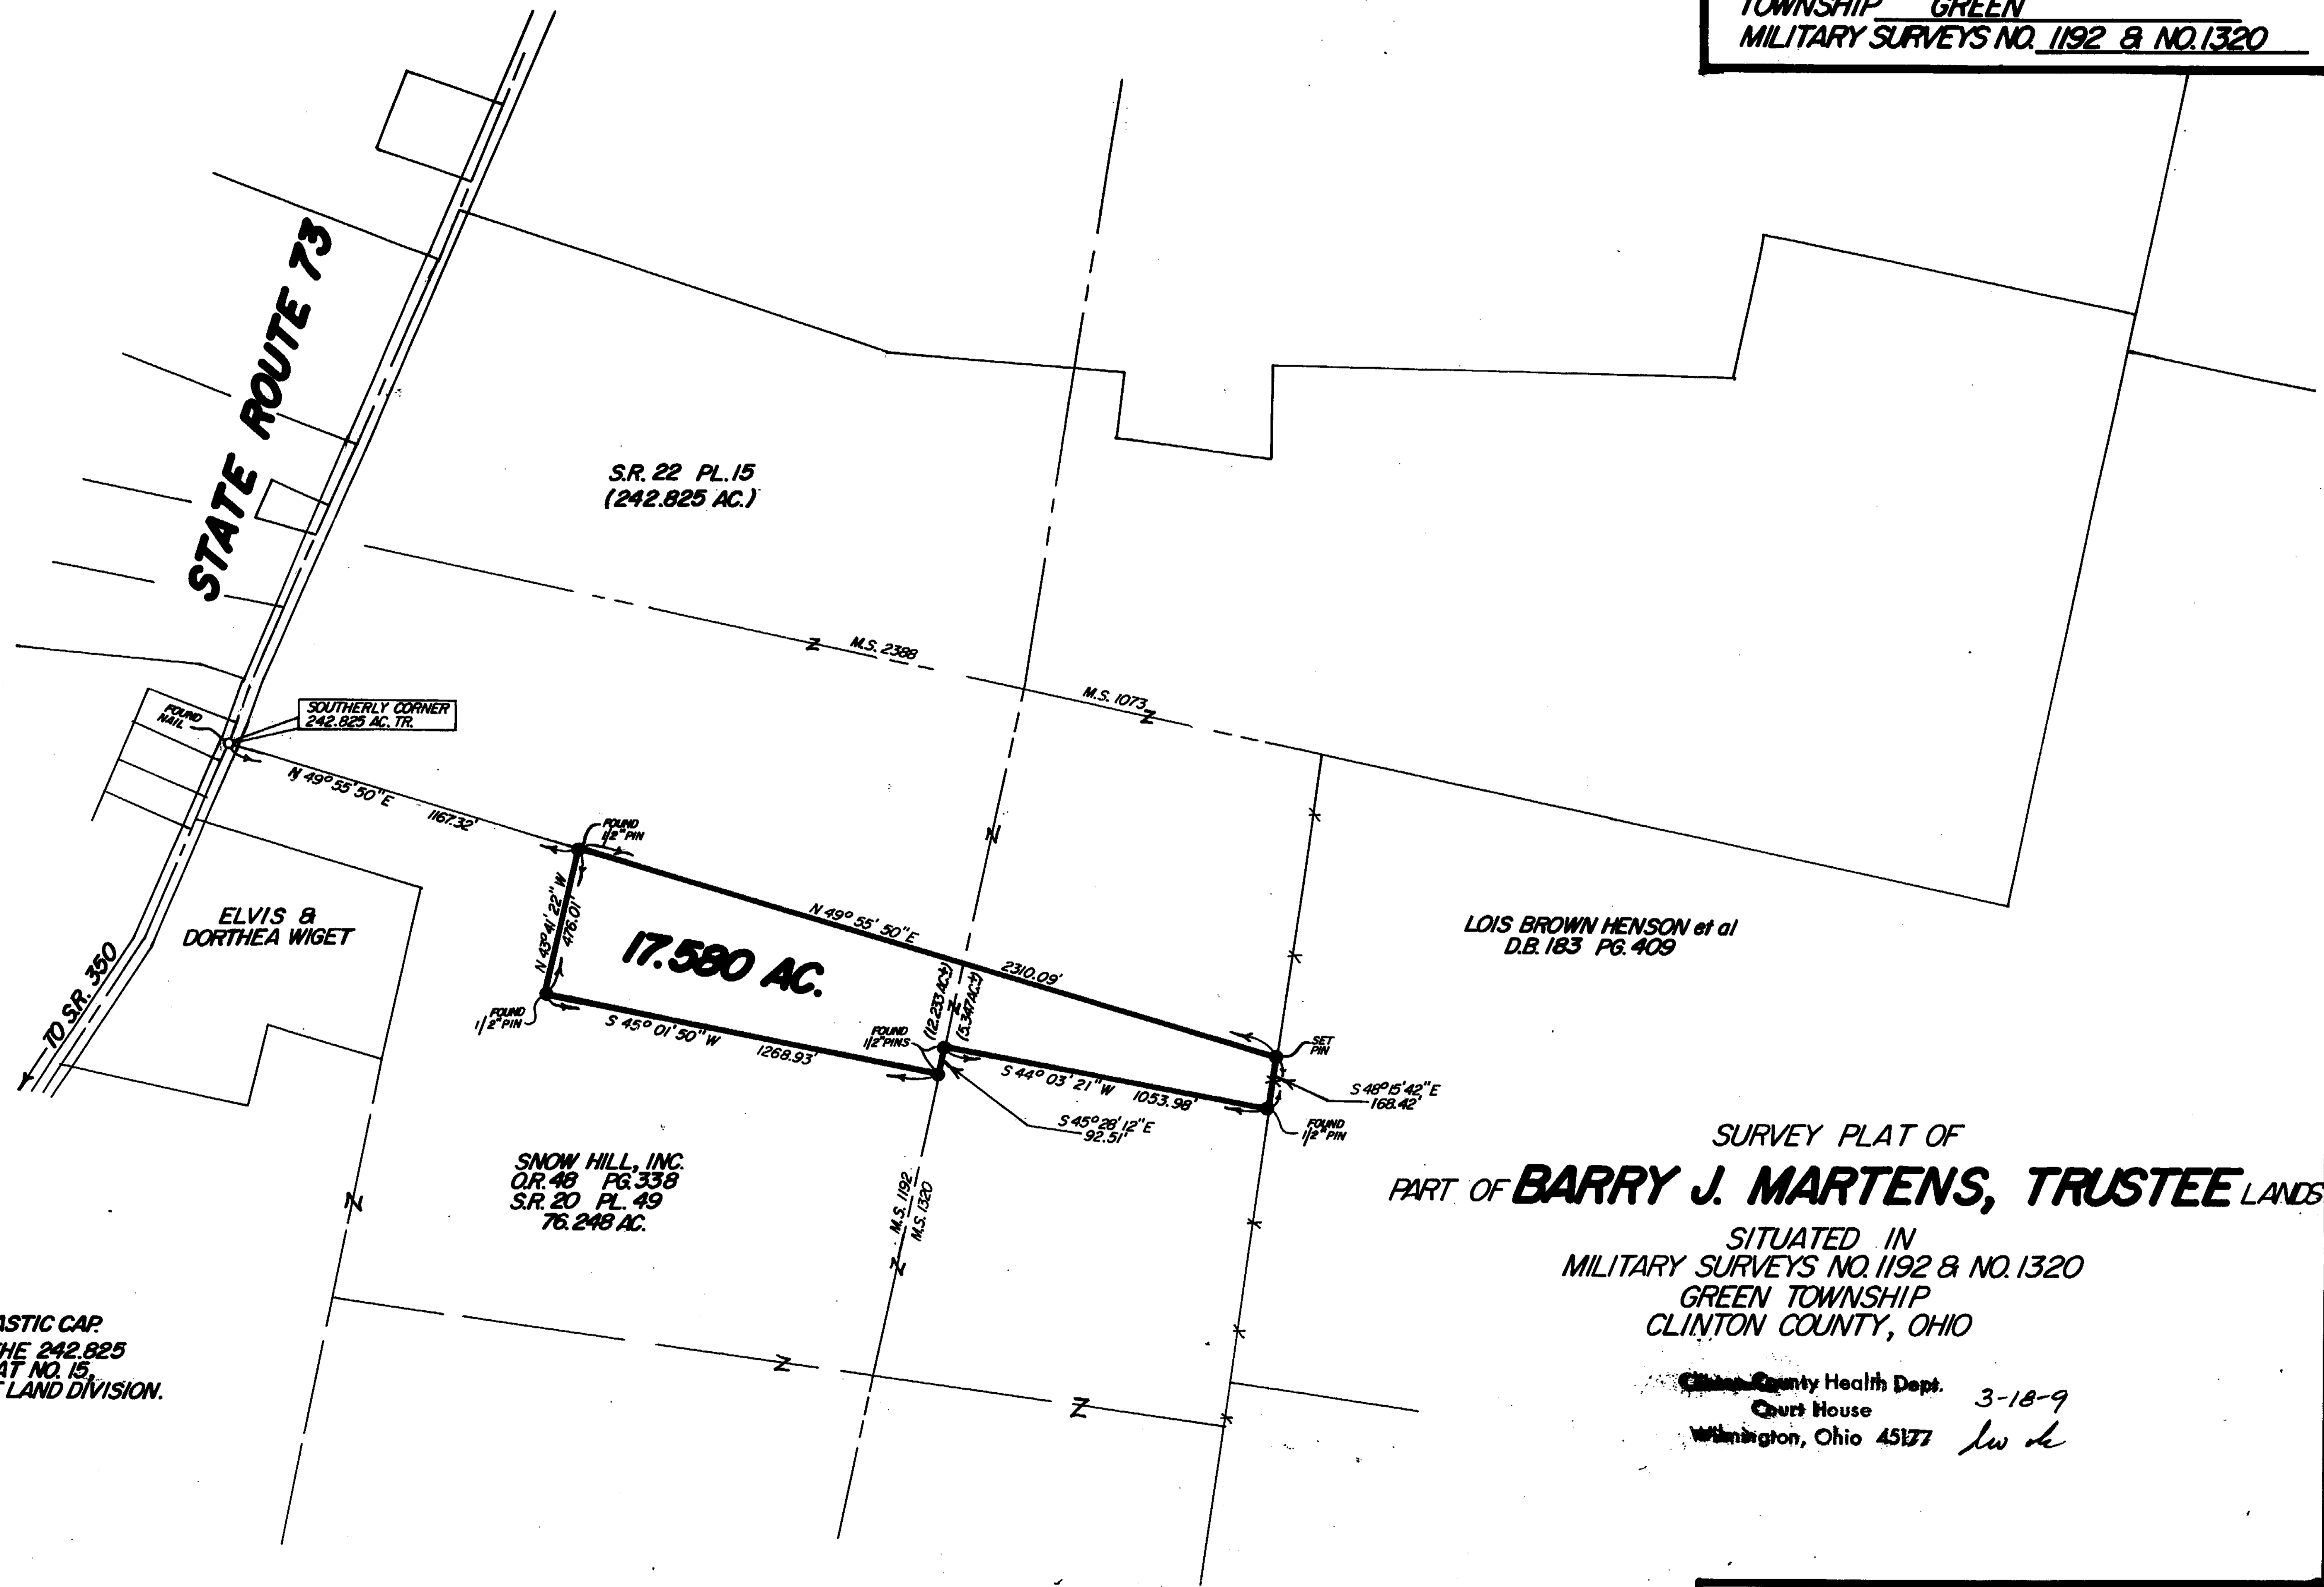 TOWNSHIP GREEN
MILITARY SURVEYS NO. 1192 & NO. 1320
STATE ROUTE 73
S.R. 22 PL. 15
(242.825 AC.)
M.S. 2388
M.S. 1073
FOUND
NAIL
SOUTHERLY CORNER
242.825 AC. TR.
N 49° 55' 50" E 1167.32'
FOUND
1/2" PIN
N 43° 41' 22" W
476.01'
N 49° 55' 50" E 2310.09'
17.580 AC.
(12.233 AC.±)
(5.347 AC.±)
ELVIS &
DORTHEA WIGET
TO S.R. 350
FOUND
1/2" PIN
S 45° 01' 50" W 1268.93'
FOUND
1/2" PINS
S 44° 03' 21" W 1053.98'
S 45° 28' 12" E
92.51'
SET
PIN
S 48° 15' 42" E
168.42'
FOUND
1/2" PIN
LOIS BROWN HENSON et al
D.B. 183 PG. 409
SNOW HILL, INC.
O.R. 48 PG. 338
S.R. 20 PL. 49
76.248 AC.
M.S. 1192
M.S. 1320
SURVEY PLAT OF
PART OF BARRY J. MARTENS, TRUSTEE LANDS
SITUATED IN
MILITARY SURVEYS NO. 1192 & NO. 1320
GREEN TOWNSHIP
CLINTON COUNTY, OHIO
Clinton County Health Dept.
Court House
Wilmington, Ohio 45177
3-18-9
ASTIC CAP.
HE 242.825
AT NO. 15,
LAND DIVISION.